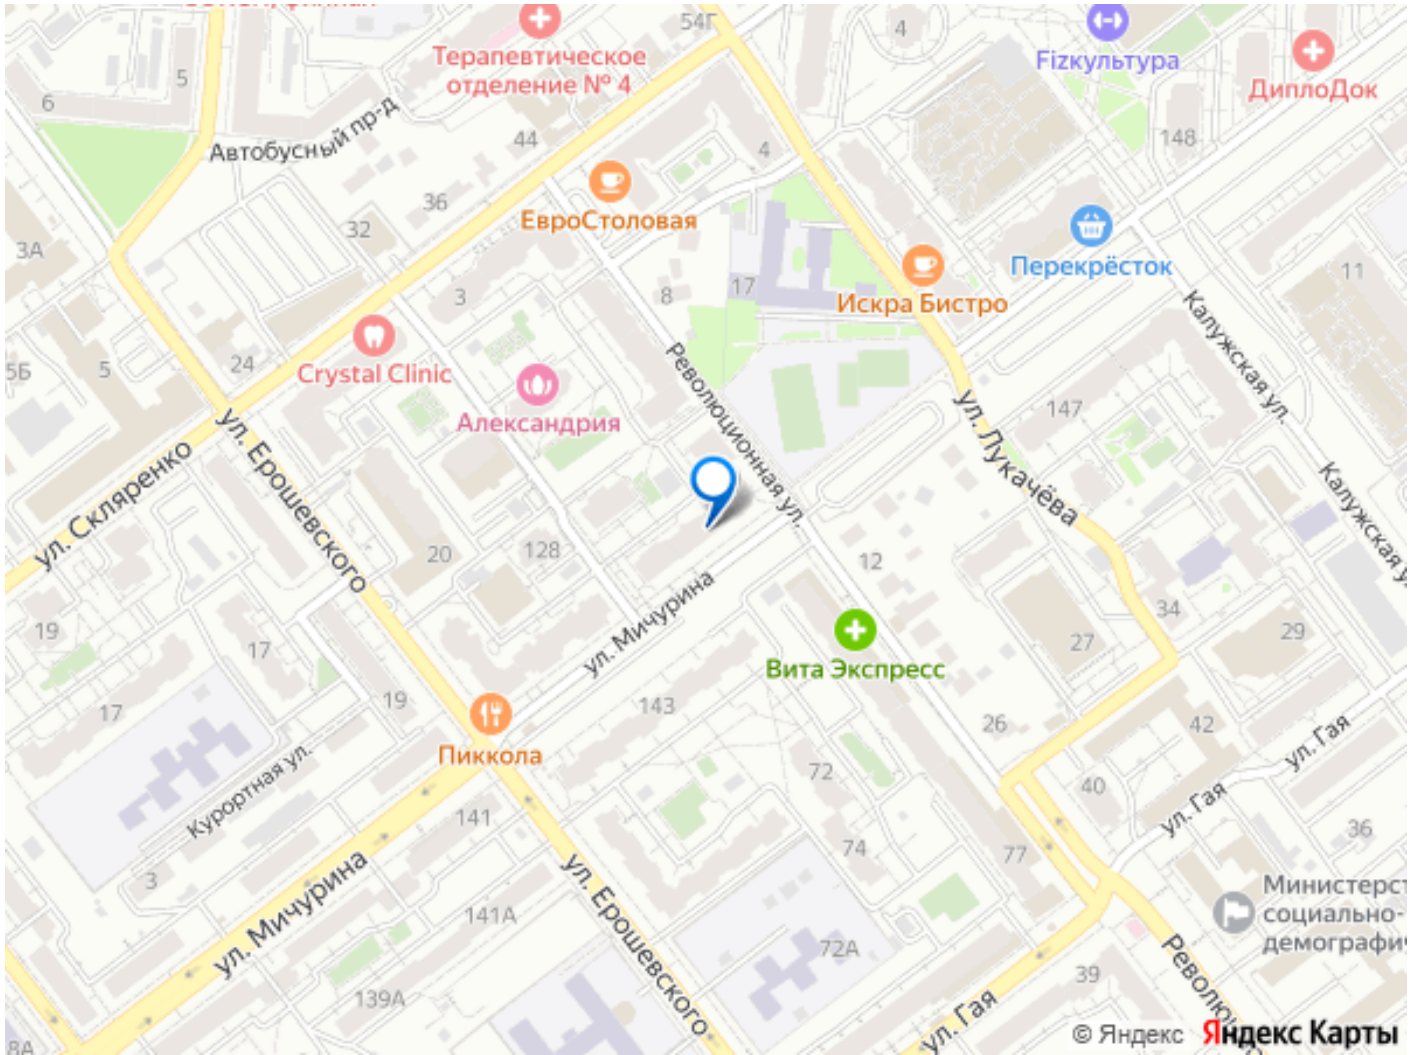 54Г
4
Терапевтическое
отделение № 4
Fizкультура
ДиплоДок
5
6
Автобусный пр-д
44
4
148
36
ЕвроСтоловая
32
3А
Перекрёсток
11
3
8
17
Искра Бистро
Калужская ул.
5Б
5
24
Crystal Clinic
Александрия
Революционная ул.
147
ул. Лукачёва
ул. Скляренко
ул. Ерошевского
Калужская ул.
20
128
12
ул. Мичурина
34
19
17
27
29
Вита Экспресс
17
19
143
26
42
Пиккола
ул. Гая
Курортная ул.
72
40
ул. Гая
141
74
77
36
3
ул. Мичурина
ул. Ерошевского
141А
72А
социально-
39
139А
ул. Гая
8А
© Яндекс Яндекс Карты